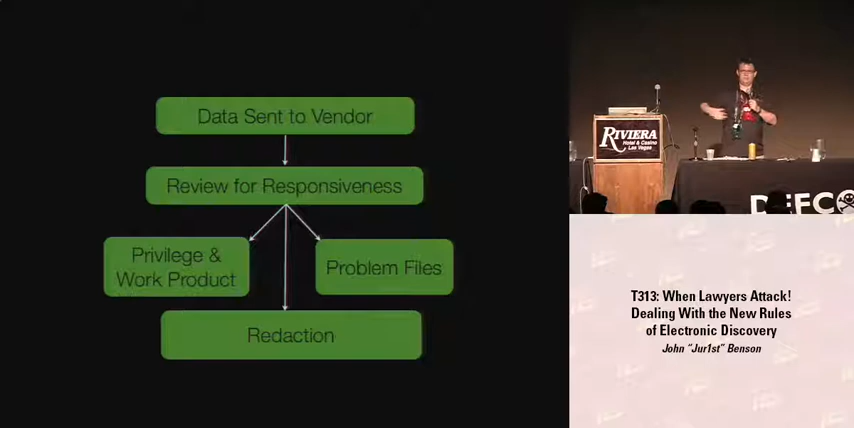 Data Sent to Vendor
Review for Responsiveness
Privilege &
Work Product
Problem Files
Redaction
RIVIERA
Hotel & Casino
Las Vegas
DEFCO
T313: When Lawyers Attack!
Dealing With the New Rules
of Electronic Discovery
John "Jur1st" Benson